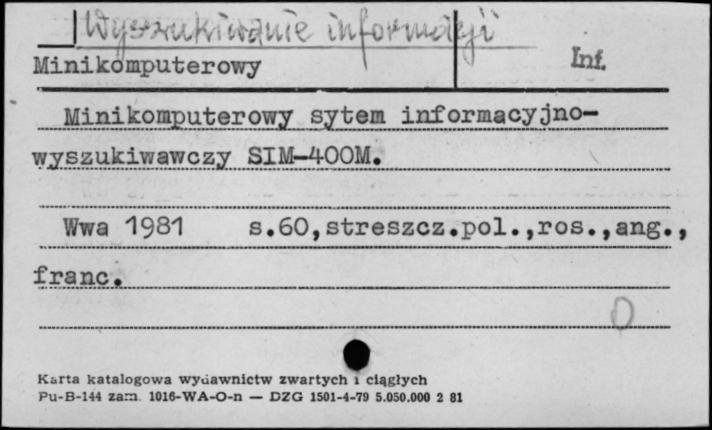 Wyszukiwanie informacji
Minikomputerowy Inf.
Minikomputerowy sytem informacyjno-
wyszukiwawczy SIM-400M.
Wwa 1981 s.60,streszcz.pol.,ros.,ang.,
franc.
O
Karta katalogowa wydawnictw zwartych i ciągłych
Pu-B-144 zam. 1016-WA-O-n — DZG 1501-4-79 5.050.000 2 81